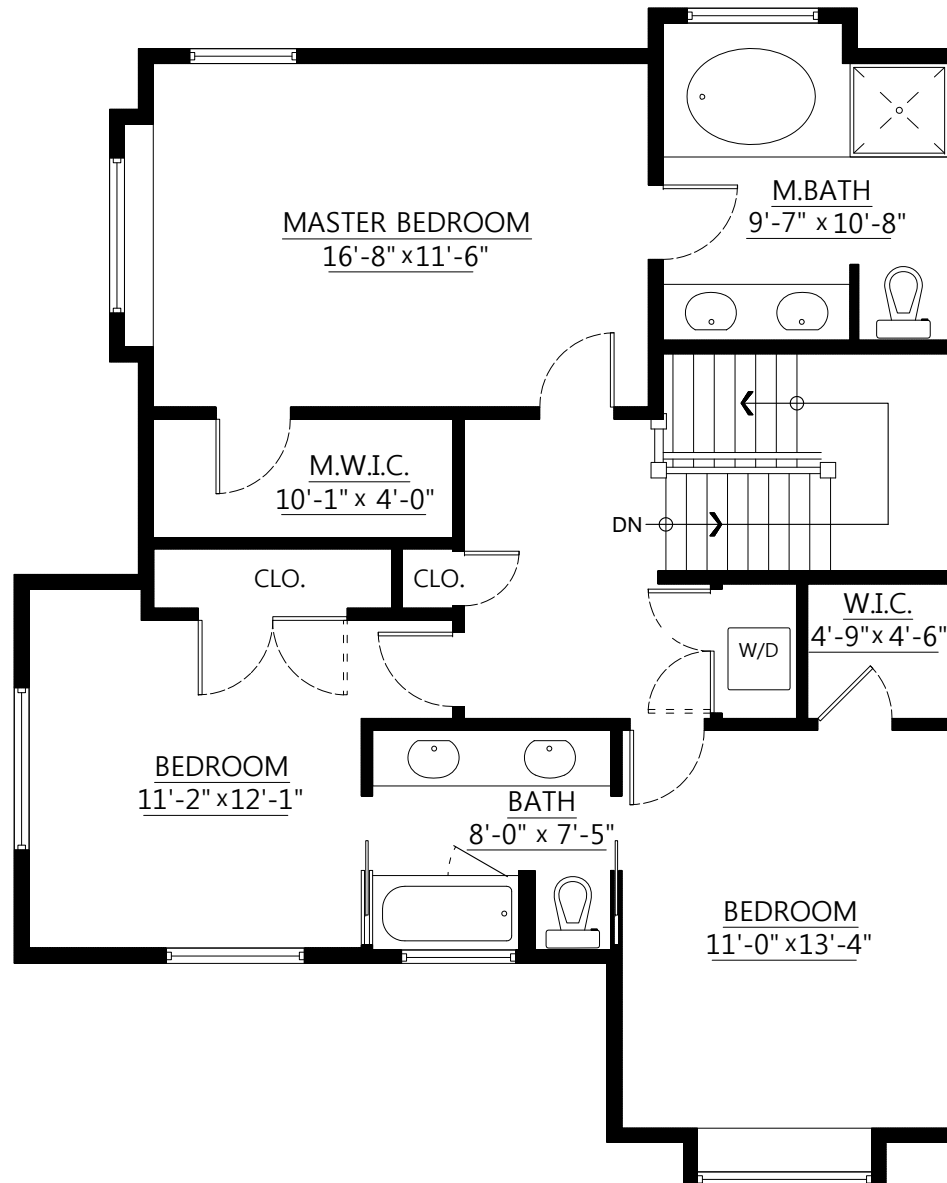 MASTER BEDROOM
16'-8" x 11'-6"
M.BATH
9'-7" x 10'-8"
M.W.I.C.
10'-1" x 4'-0"
DN
CLO.
CLO.
W.I.C.
4'-9" x 4'-6"
W/D
BEDROOM
11'-2" x 12'-1"
BATH
8'-0" x 7'-5"
BEDROOM
11'-0" x 13'-4"